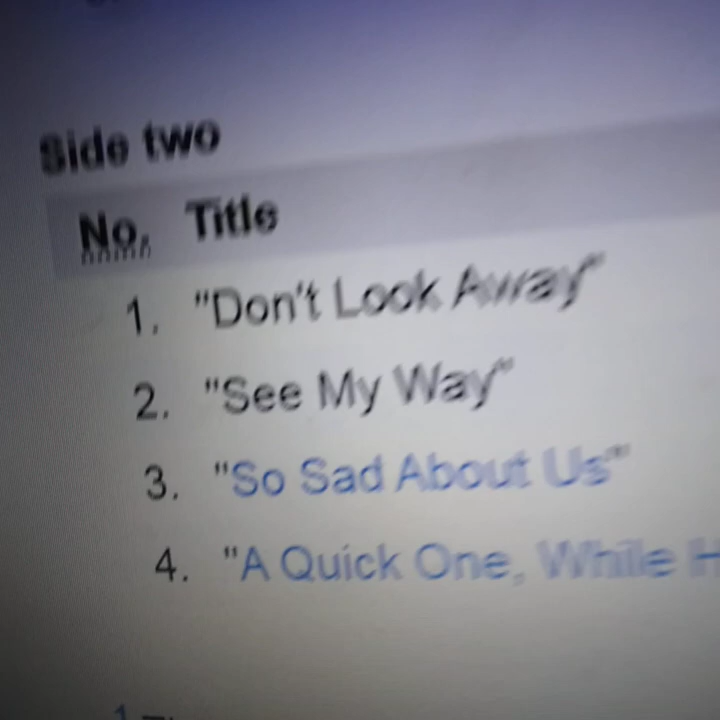 Side two
No. Title
1. "Don't Look Away"
2. "See My Way"
3. "So Sad About Us"
4. "A Quick One, While H